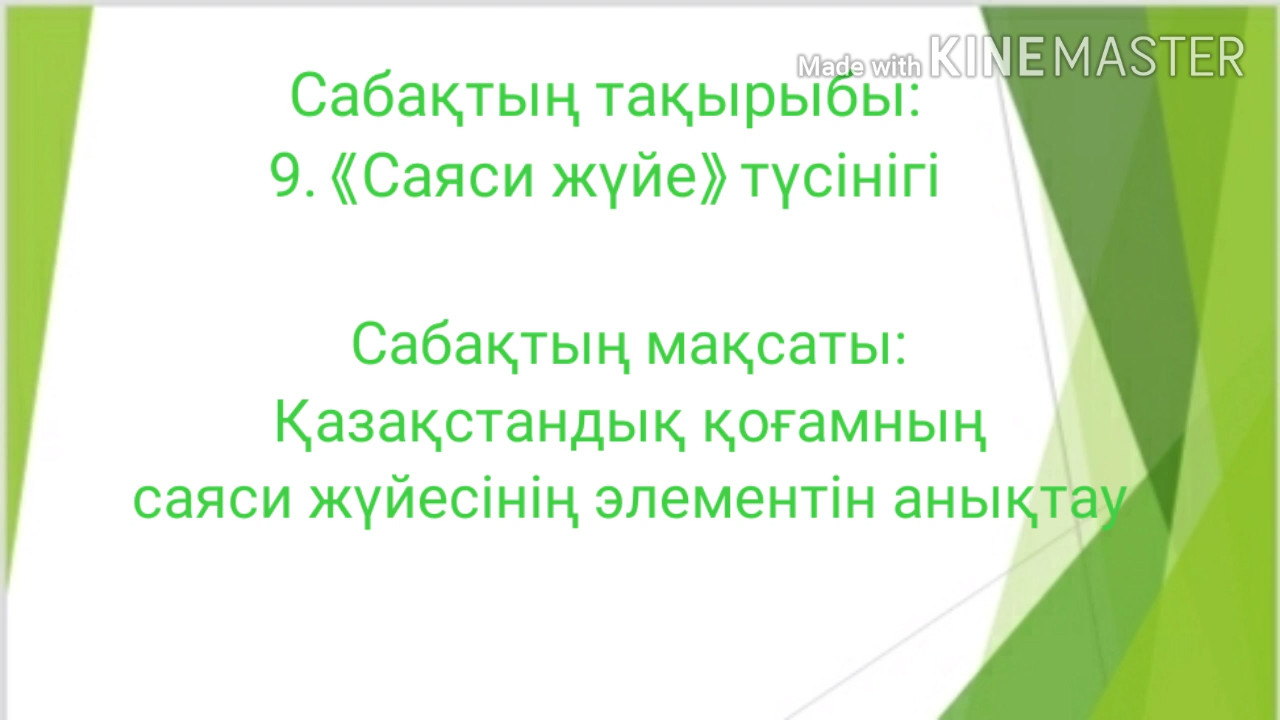 Made with KINEMASTER
Сабақтың тақырыбы:
9.《Саяси жүйе》түсінігі
Сабақтың мақсаты:
Қазақстандық қоғамның
саяси жүйесінің элементін анықтау